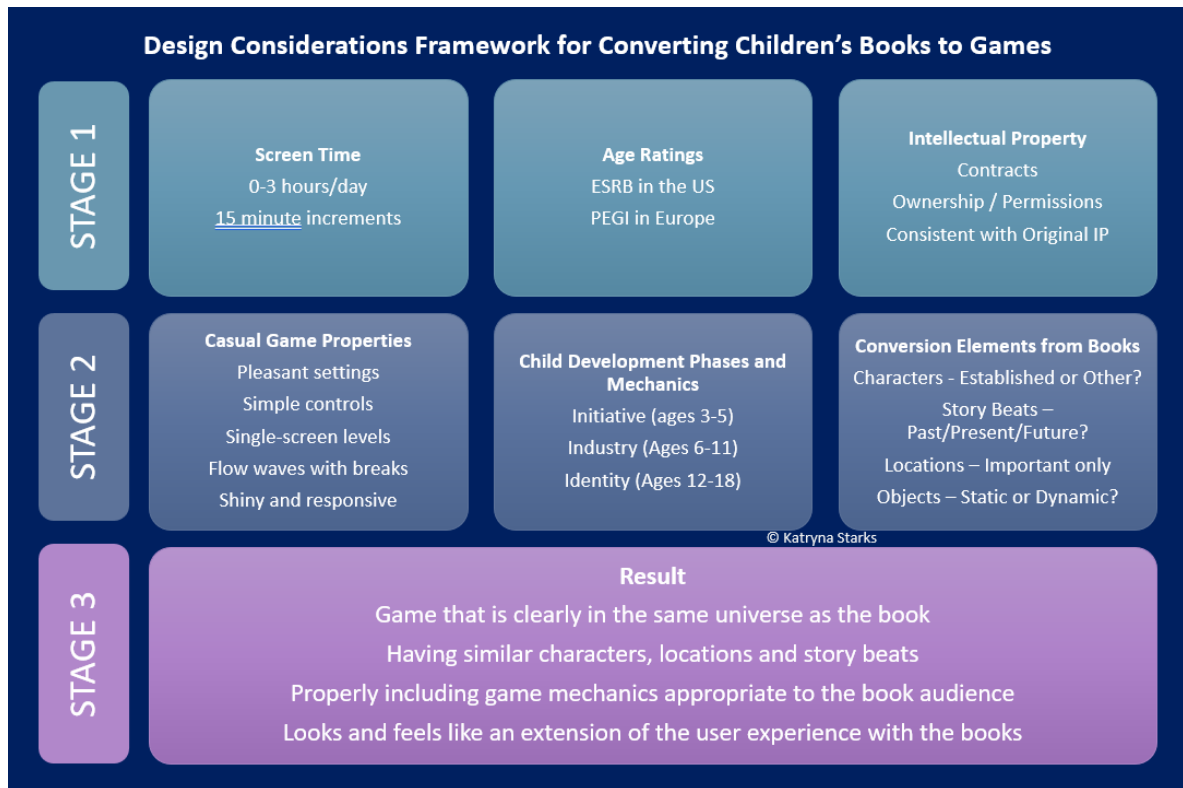 Design Considerations Framework for Converting Children's Books to Games
STAGE 1
Screen Time
0-3 hours/day
15 minute increments
Age Ratings
ESRB in the US
PEGI in Europe
Intellectual Property
Contracts
Ownership / Permissions
Consistent with Original IP
STAGE 2
Casual Game Properties
Pleasant settings
Simple controls
Single-screen levels
Flow waves with breaks
Shiny and responsive
Child Development Phases and
Mechanics
Initiative (ages 3-5)
Industry (Ages 6-11)
Identity (Ages 12-18)
Conversion Elements from Books
Characters - Established or Other?
Story Beats –
Past/Present/Future?
Locations – Important only
Objects – Static or Dynamic?
© Katryna Starks
STAGE 3
Result
Game that is clearly in the same universe as the book
Having similar characters, locations and story beats
Properly including game mechanics appropriate to the book audience
Looks and feels like an extension of the user experience with the books